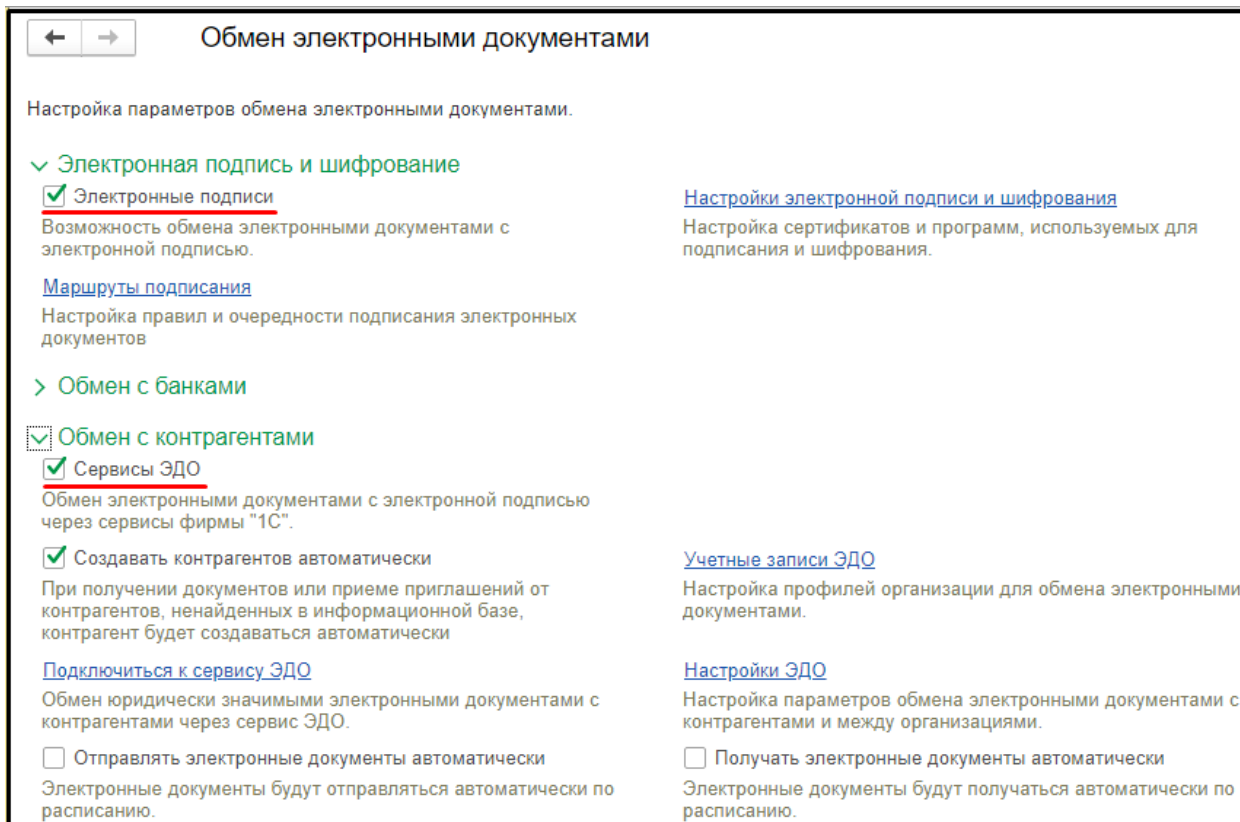 Обмен электронными документами
Настройка параметров обмена электронными документами.
Электронная подпись и шифрование
Электронные подписи
Возможность обмена электронными документами с
электронной подписью.
Настройки электронной подписи и шифрования
Настройка сертификатов и программ, используемых для
подписания и шифрования.
Маршруты подписания
Настройка правил и очередности подписания электронных
документов
Обмен с банками
Обмен с контрагентами
Сервисы ЭДО
Обмен электронными документами с электронной подписью
через сервисы фирмы "1С".
Создавать контрагентов автоматически
При получении документов или приеме приглашений от
контрагентов, ненайденных в информационной базе,
контрагент будет создаваться автоматически
Учетные записи ЭДО
Настройка профилей организации для обмена электронными
документами.
Подключиться к сервису ЭДО
Обмен юридически значимыми электронными документами с
контрагентами через сервис ЭДО.
Настройки ЭДО
Настройка параметров обмена электронными документами с
контрагентами и между организациями.
Отправлять электронные документы автоматически
Электронные документы будут отправляться автоматически по
расписанию.
Получать электронные документы автоматически
Электронные документы будут получаться автоматически по
расписанию.